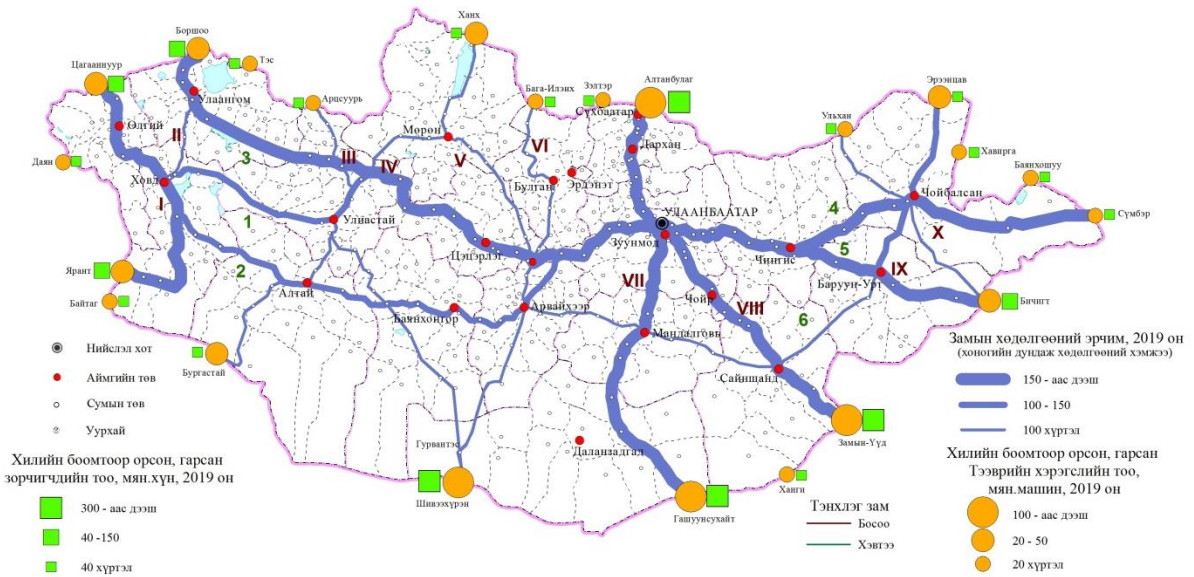 Ханх
Боршоо
Тэс
Цагааннуур
Улаангом
Арцсуурь
Бага-Илэнх
Зэлтэр
Алтанбулаг
Сүхбаатар
Эрээнцав
Өлгий
II
3
III
IV
Мөрөн
V
VI
Дархан
Ульхан
Хавирга
Баянхошуу
Даян
Ховд
Булган
Эрдэнэт
Чойбалсан
I
1
Улиастай
УЛААНБААТАР
4
X
Сүмбэр
Зуунмод
5
Цэцэрлэг
Чингис
Ярант
2
VII
IX
Байтаг
Алтай
Баянхонгор
Арвайхээр
Чойр
VIII
6
Баруун-Урт
Бичигт
Мандалговь
Бургастай
Сайншанд
Замын-Үүд
Гурвантэс
Даланзадгад
Шивээхүрэн
Гашуунсухайт
Ханги
Нийслэл хот
Аймгийн төв
Сумын төв
Уурхай
Хилийн боомтоор орсон, гарсан
зорчигчдийн тоо, мян.хүн, 2019 он
300 - аас дээш
40 -150
40 хүртэл
Тэнхлэг зам
Босоо
Хэвтээ
Замын хөдөлгөөний эрчим, 2019 он
(хоногийн дундаж хөдөлгөөний хэмжээ)
150 - аас дээш
100 - 150
100 хүртэл
Хилийн боомтоор орсон, гарсан
Тээврийн хэрэгслийн тоо,
мян.машин, 2019 он
100 - аас дээш
20 - 50
20 хүртэл